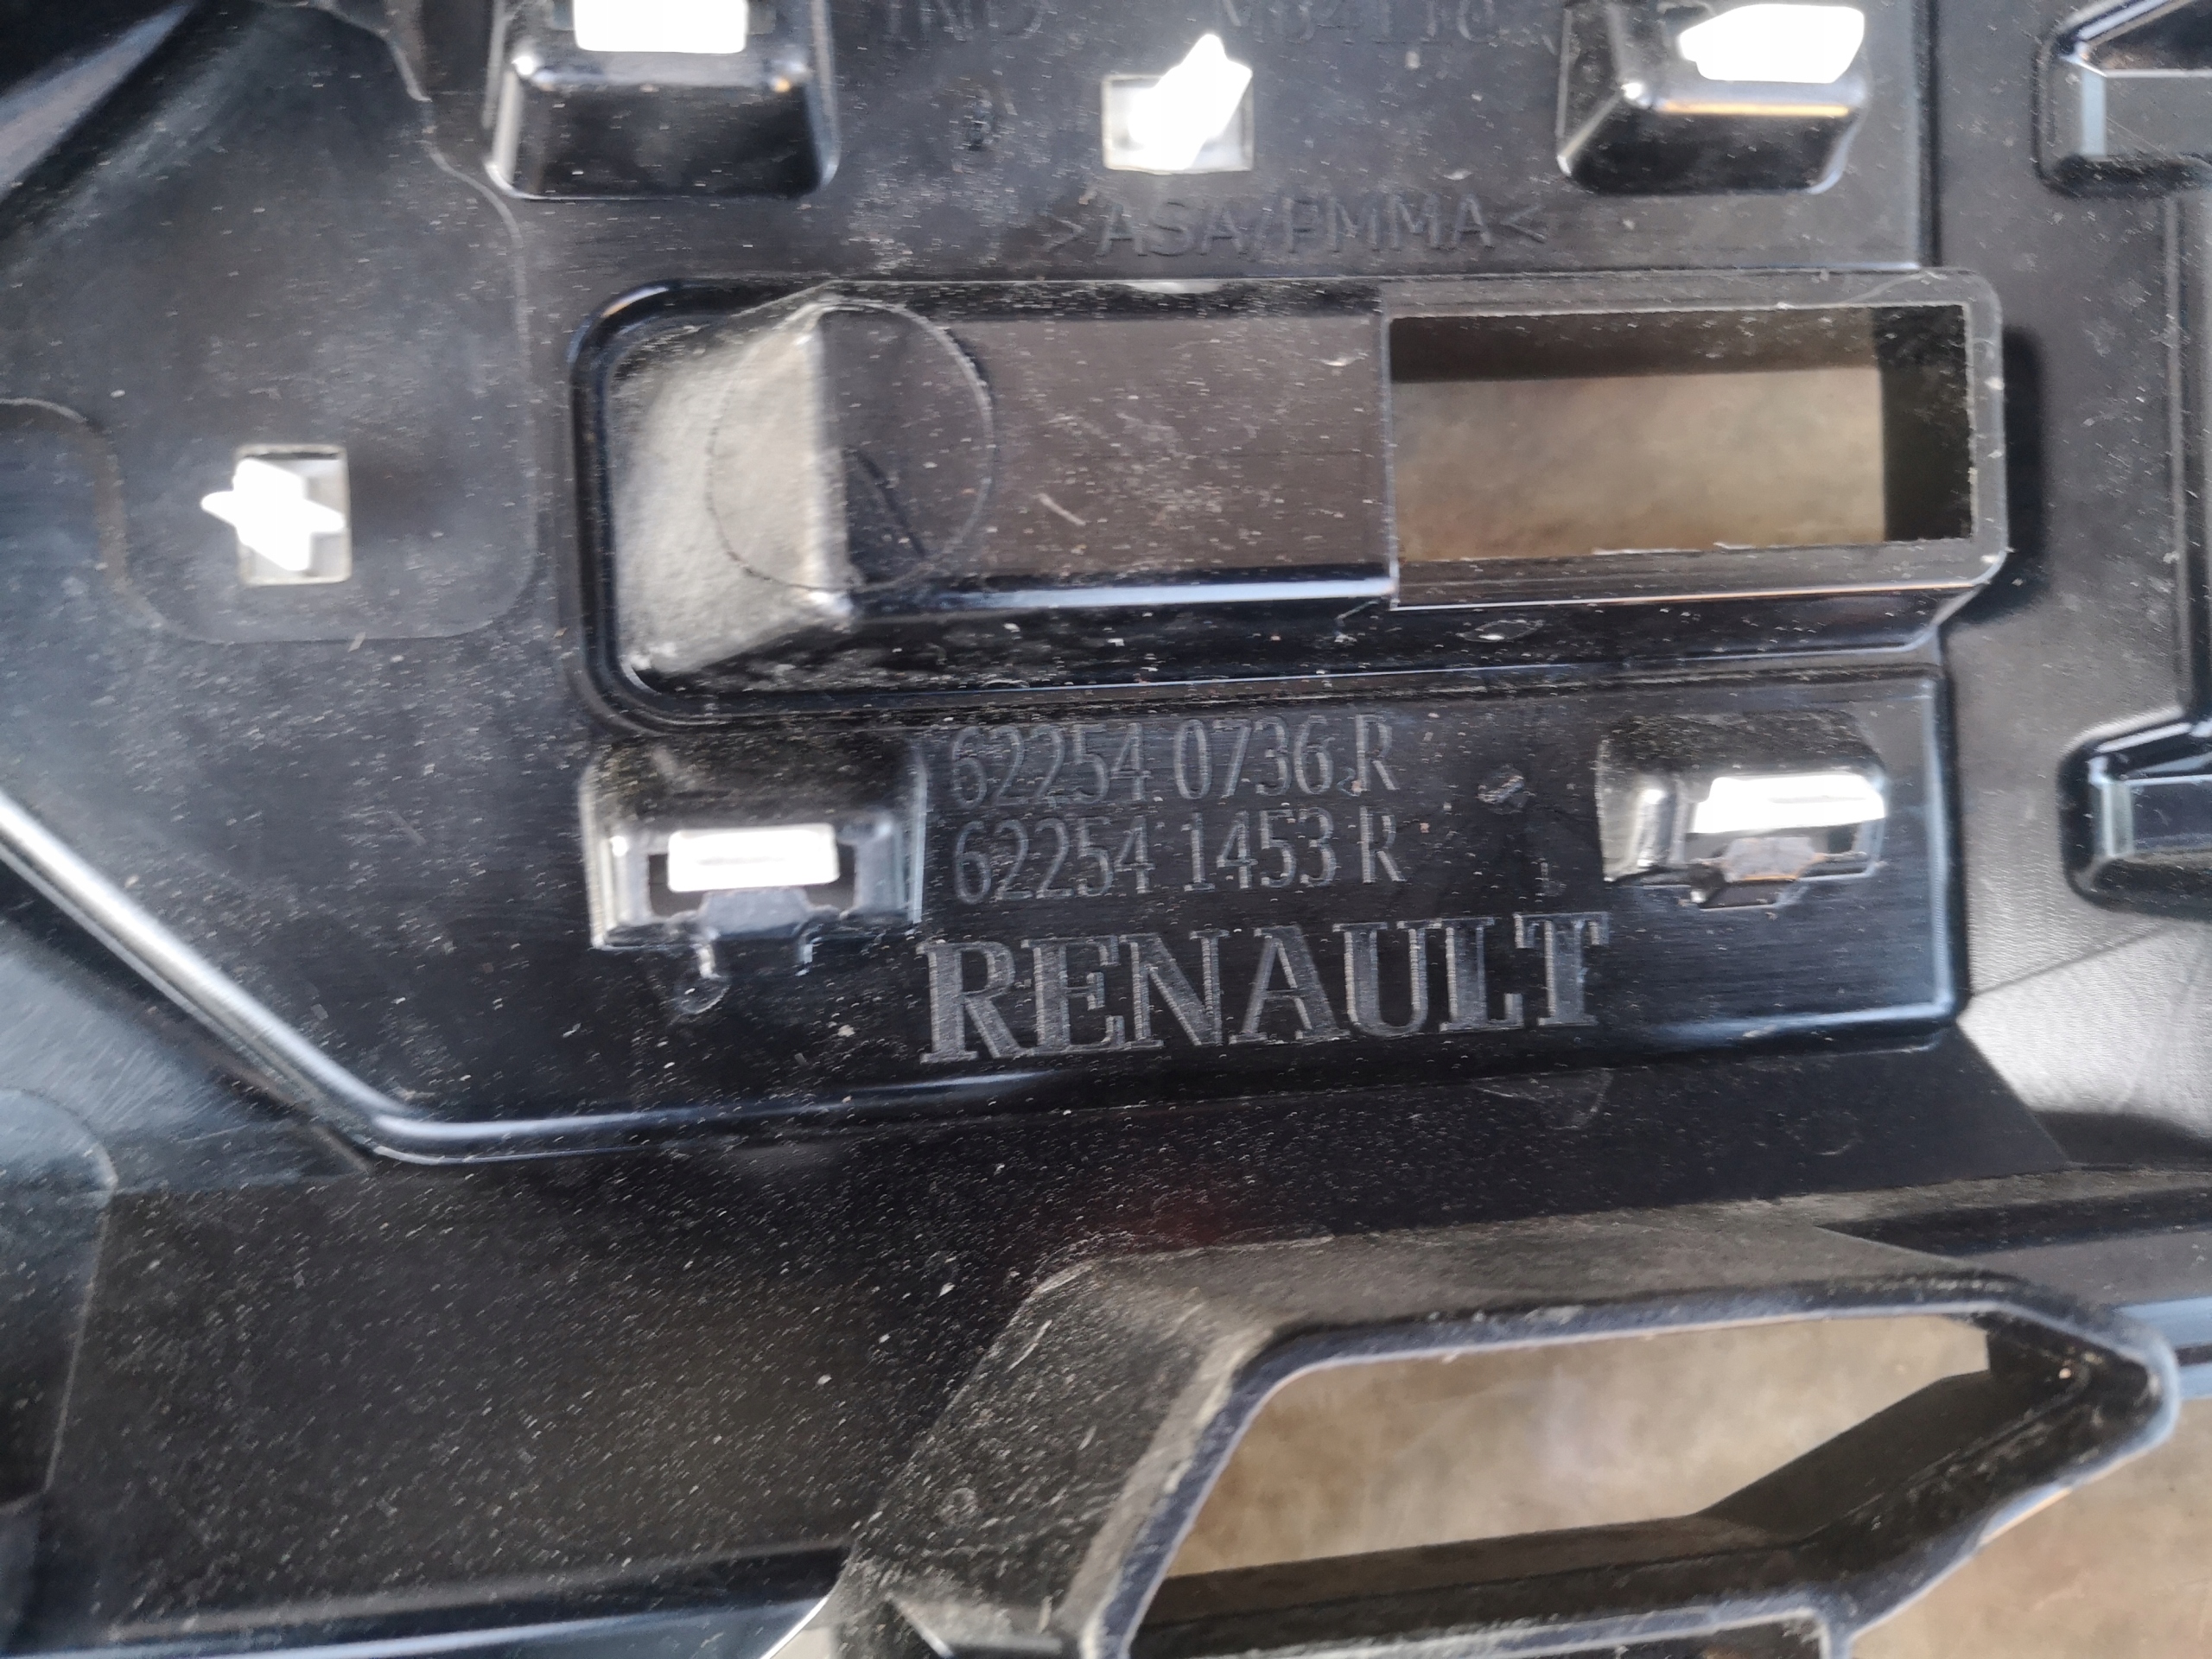 >ASA/PMMA<
62254 0736 R
62254 1453 R
RENAULT